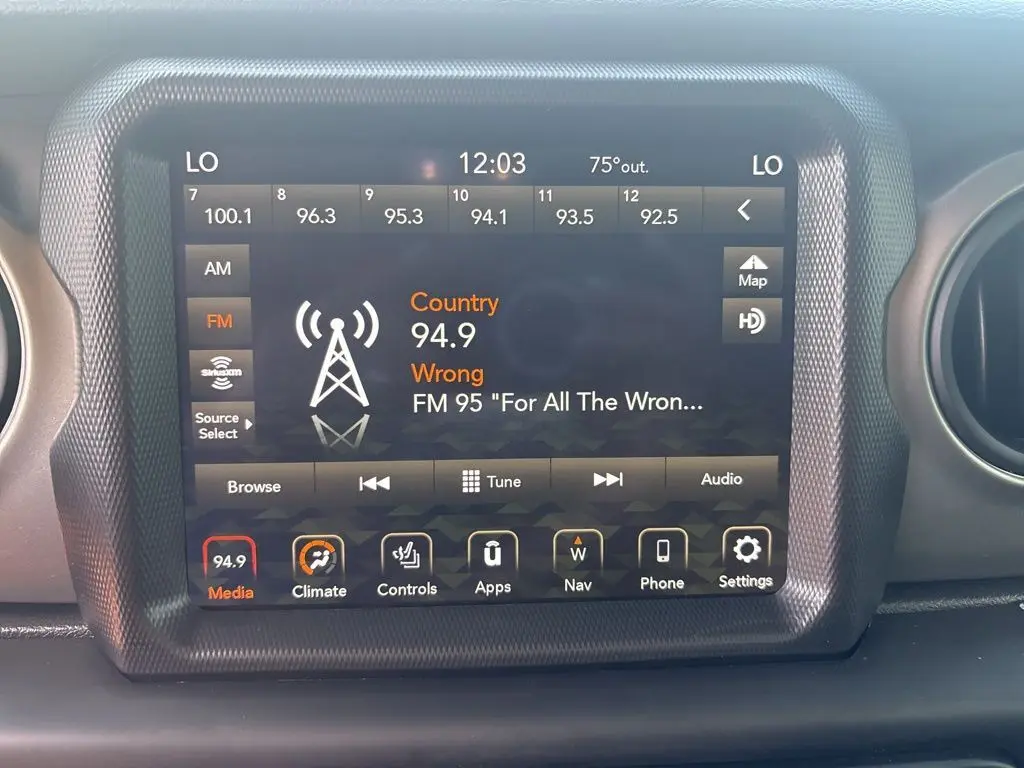 LO 12:03 75°out. LO
7 8 9 10 11 12
100.1 96.3 95.3 94.1 93.5 92.5
AM
Map
FM
HD
Country
94.9
SiriusXM
Wrong
FM 95 "For All The Wron...
Source
Select
Browse Tune Audio
94.9 W
Media Climate Controls Apps Nav Phone Settings